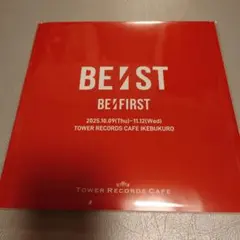 BE:ST
BE:FIRST
2025.10.09(Thu)-11.12(Wed)
TOWER RECORDS CAFE IKEBUKURO
TOWER RECORDS CAFE